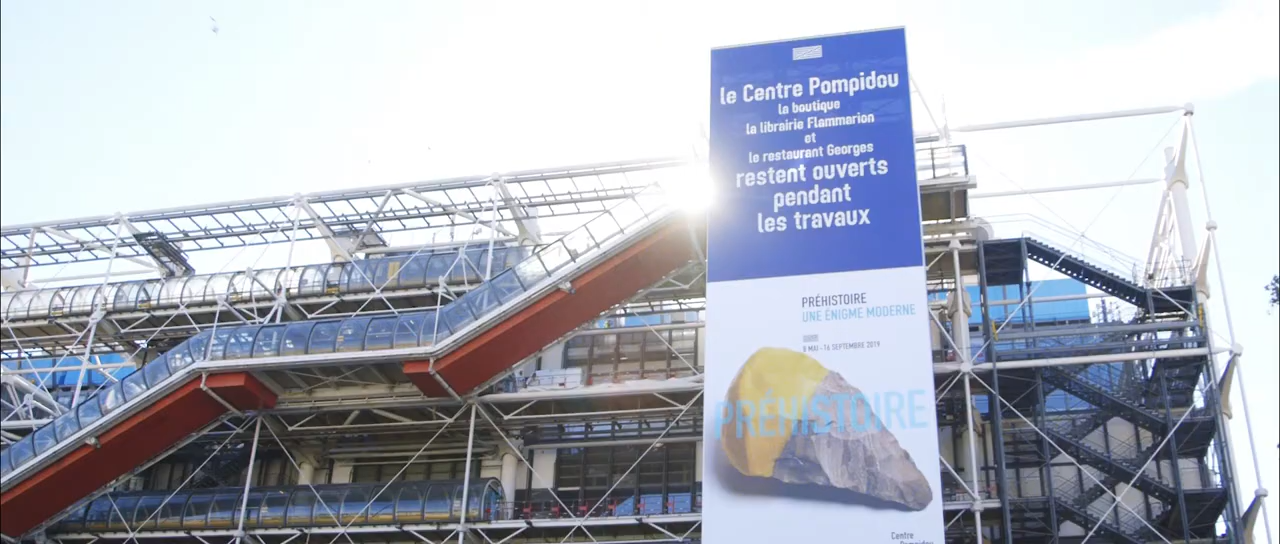 le Centre Pompidou
la boutique
la librairie Flammarion
et
le restaurant Georges
restent ouverts
pendant
les travaux
PRÉHISTOIRE
UNE ÉNIGME MODERNE
8 MAI – 16 SEPTEMBRE 2019
PRÉHISTOIRE
Centre
Pompidou